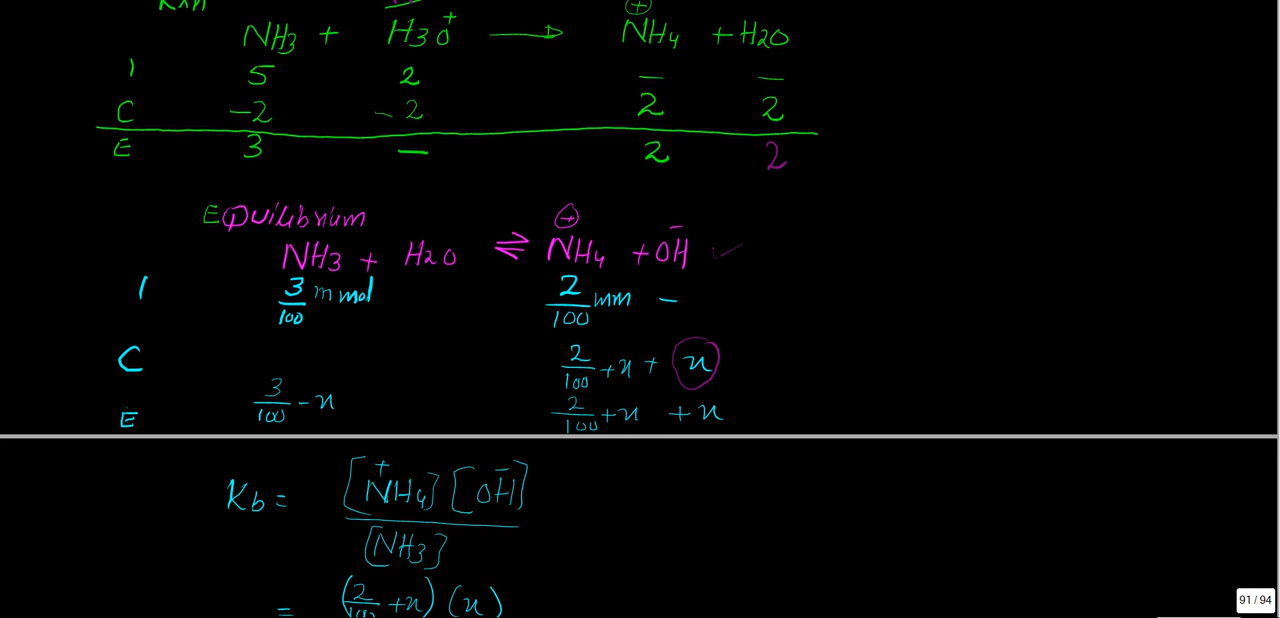 NH3 + H3O+ → NH4 + H2O
I 5 2 — —
C -2 -2 2 2
E 3 — 2 2
EQUilibrium
NH3 + H2O ⇌ NH4 + OH-
I 3/100 mmol 2/100 mm —
C 2/100 + x + x
E 3/100 - x 2/100 + x + x
Kb = [NH4+] [OH-] / [NH3]
= (2/100 + x) (x)
91 / 94